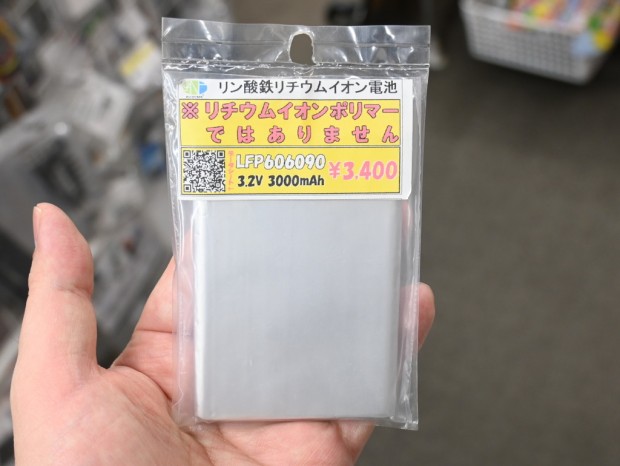 リン酸鉄リチウムイオン電池
※リチウムイオンポリマー
ではありません
LFP606090
3.2V 3000mAh
¥3,400